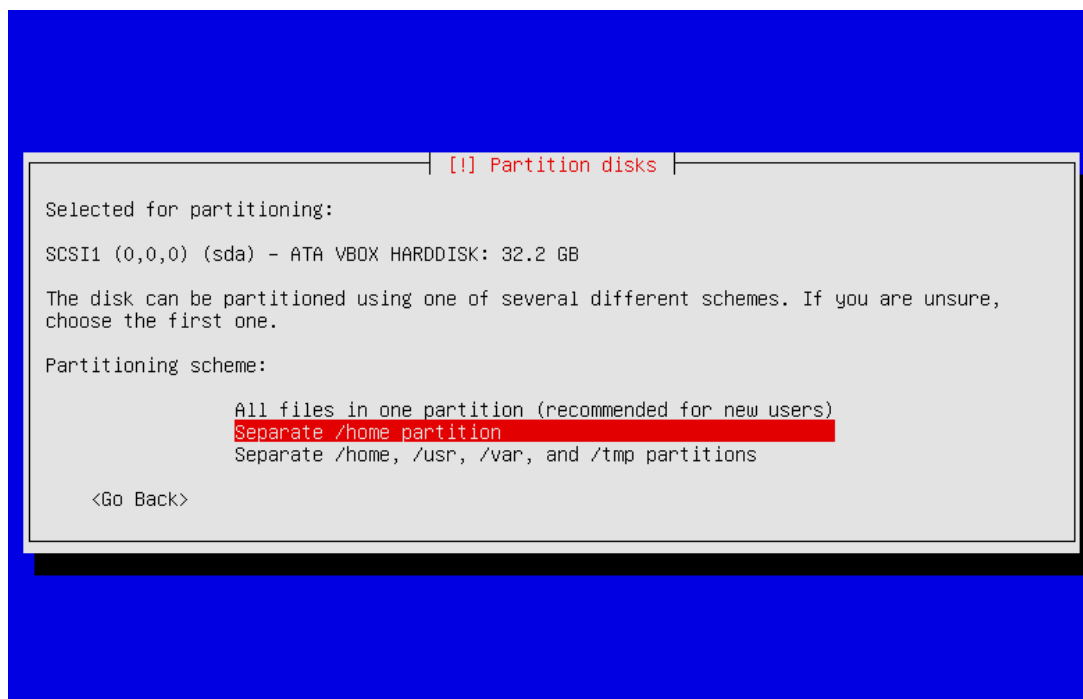 [!] Partition disks
Selected for partitioning:
SCSI1 (0,0,0) (sda) – ATA VBOX HARDDISK: 32.2 GB
The disk can be partitioned using one of several different schemes. If you are unsure,
choose the first one.
Partitioning scheme:
All files in one partition (recommended for new users)
Separate /home partition
Separate /home, /usr, /var, and /tmp partitions
<Go Back>